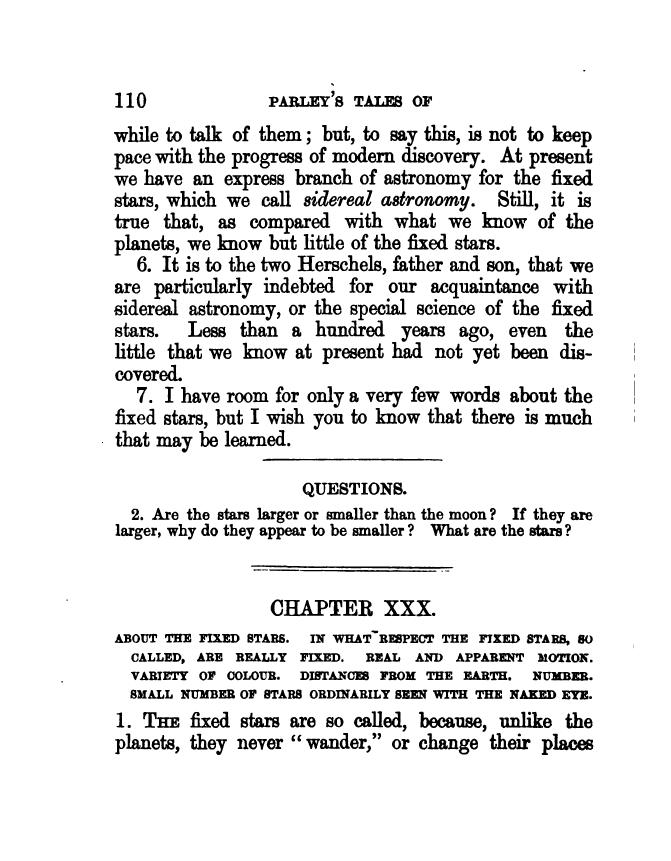 110 PARLEY'S TALES OF
while to talk of them; but, to say this, is not to keep
pace with the progress of modern discovery. At present
we have an express branch of astronomy for the fixed
stars, which we call sidereal astronomy. Still, it is
true that, as compared with what we know of the
planets, we know but little of the fixed stars.
6. It is to the two Herschels, father and son, that we
are particularly indebted for our acquaintance with
sidereal astronomy, or the special science of the fixed
stars. Less than a hundred years ago, even the
little that we know at present had not yet been dis-
covered.
7. I have room for only a very few words about the
fixed stars, but I wish you to know that there is much
that may be learned.
QUESTIONS.
2. Are the stars larger or smaller than the moon? If they are
larger, why do they appear to be smaller? What are the stars?
CHAPTER XXX.
ABOUT THE FIXED STARS. IN WHAT RESPECT THE FIXED STARS, SO
CALLED, ARE REALLY FIXED. REAL AND APPARENT MOTION.
VARIETY OF COLOUR. DISTANCES FROM THE EARTH. NUMBER.
SMALL NUMBER OF STARS ORDINARILY SEEN WITH THE NAKED EYE.
1. THE fixed stars are so called, because, unlike the
planets, they never "wander," or change their places